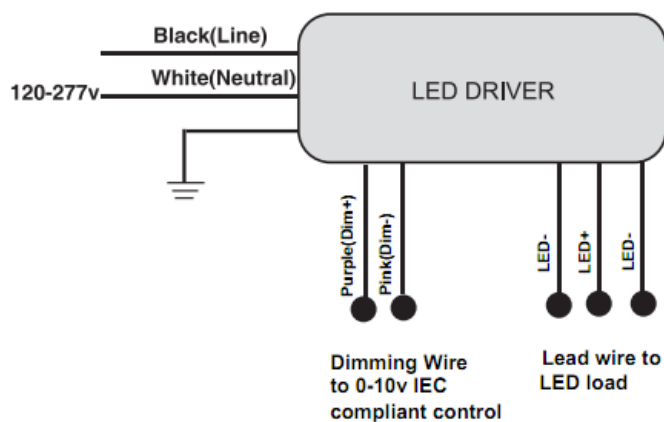 Black(Line)
White(Neutral)
120-277v
LED DRIVER
Purple(Dim+)
Pink(Dim-)
LED-
LED+
LED-
Dimming Wire
to 0-10v IEC
compliant control
Lead wire to
LED load